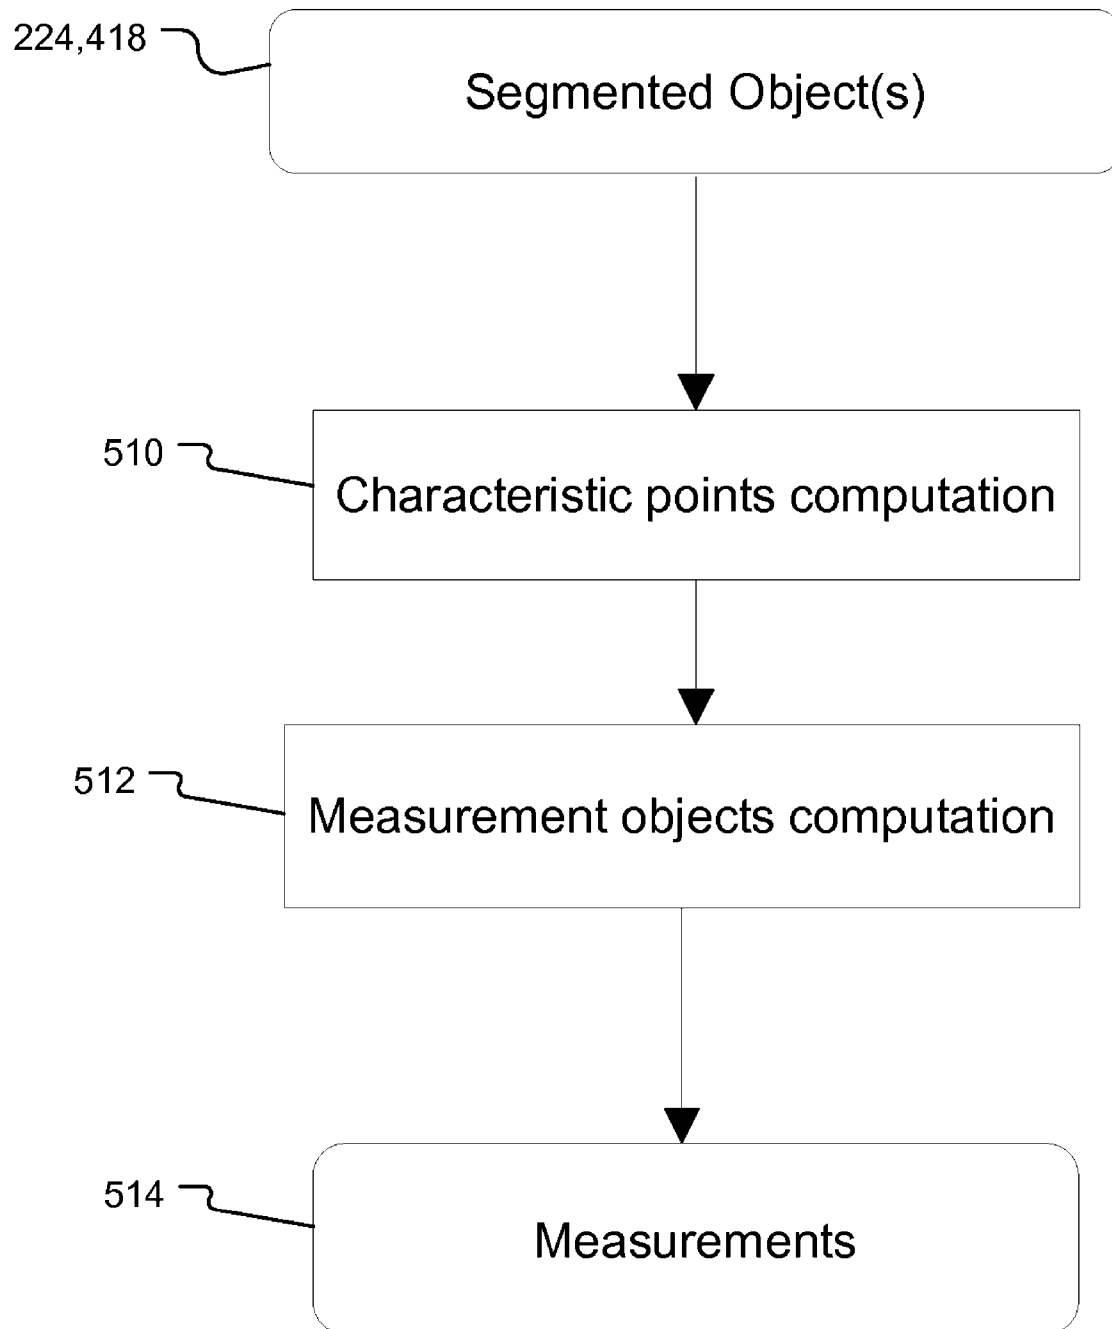 224,418
Segmented Object(s)
510
Characteristic points computation
512
Measurement objects computation
514
Measurements